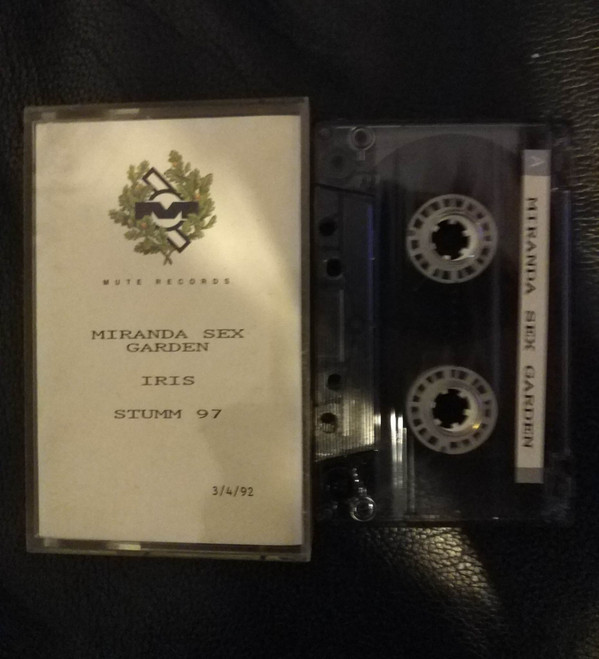 MUTE RECORDS
MIRANDA SEX
GARDEN
IRIS
STUMM 97
3/4/92
A
MIRANDA SEX GARDEN